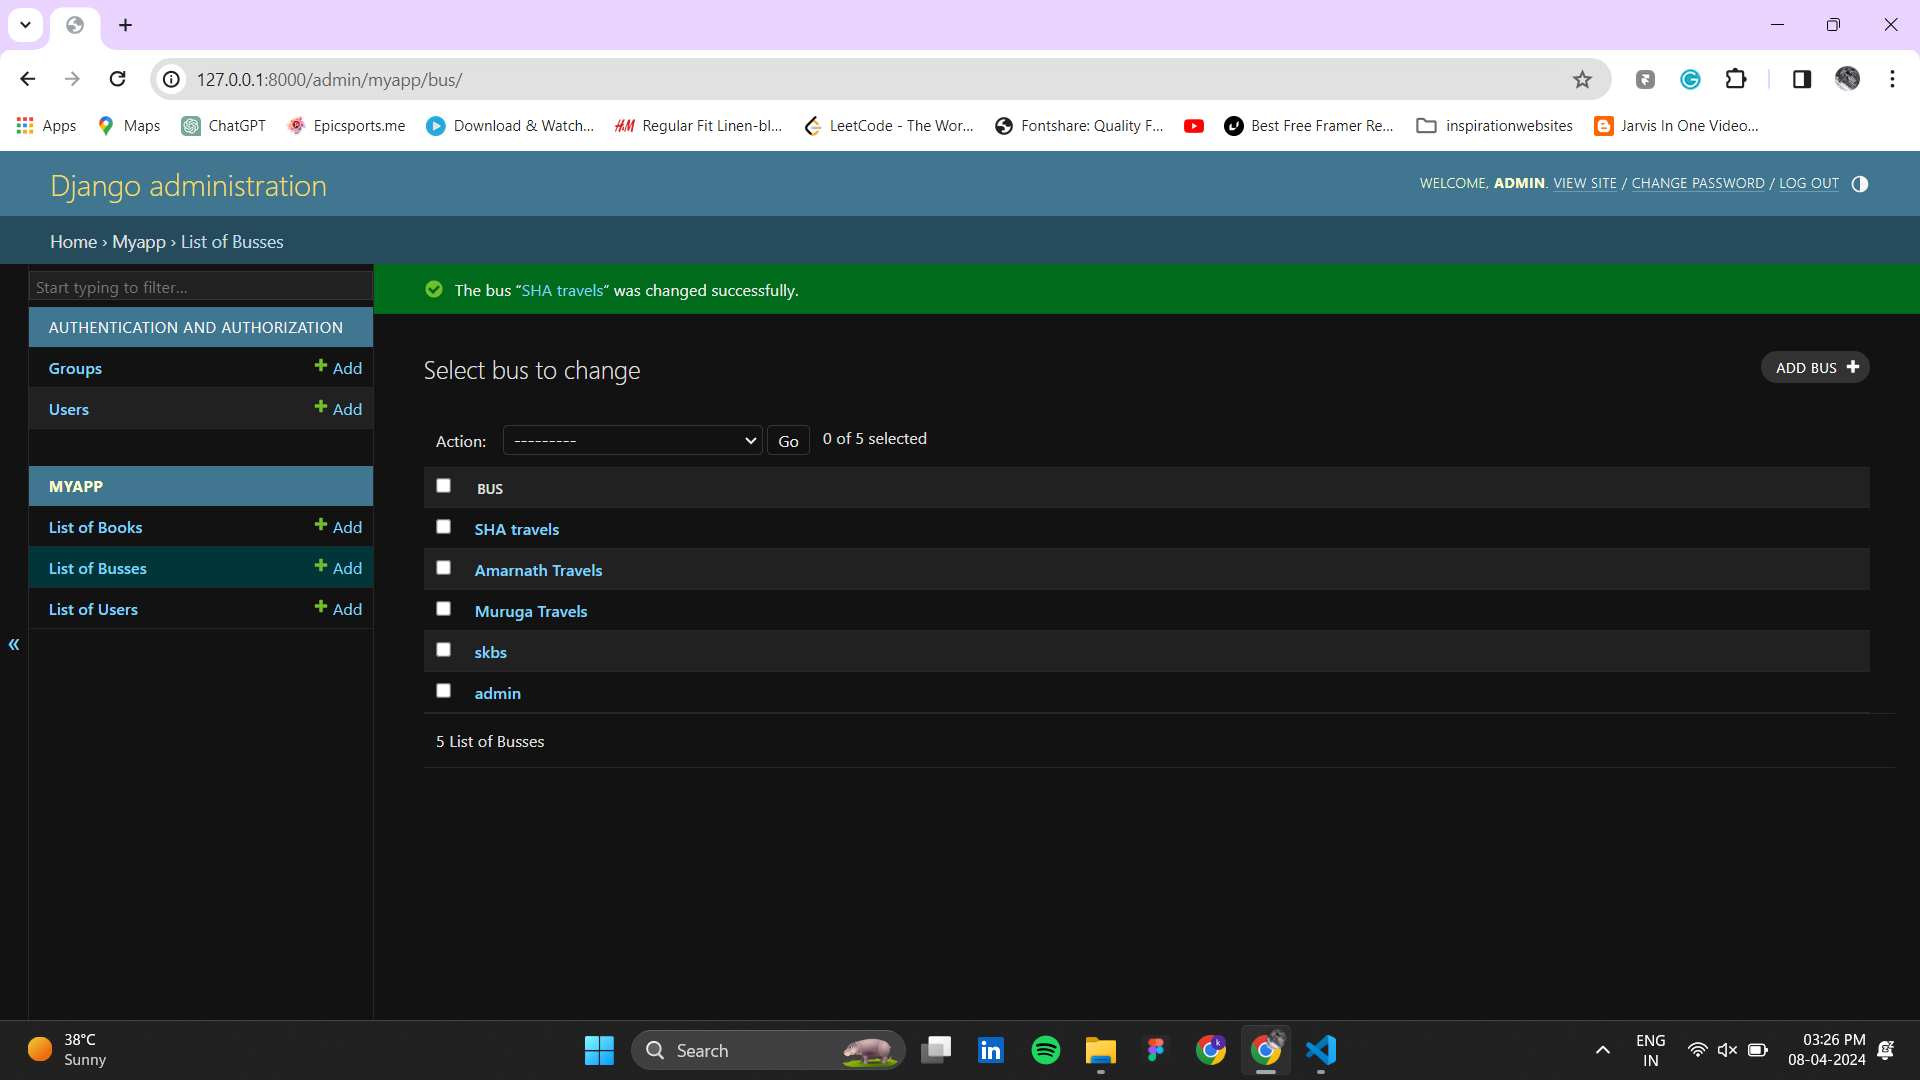 127.0.0.1:8000/admin/myapp/bus/
Apps Maps ChatGPT Epicsports.me Download & Watch... Regular Fit Linen-bl... LeetCode - The Wor... Fontshare: Quality F... Best Free Framer Re... inspirationwebsites Jarvis In One Video...
Django administration
WELCOME, ADMIN. VIEW SITE / CHANGE PASSWORD / LOG OUT
Home › Myapp › List of Busses
Start typing to filter...
AUTHENTICATION AND AUTHORIZATION
Groups + Add
Users + Add
MYAPP
List of Books + Add
List of Busses + Add
List of Users + Add
«
The bus “SHA travels” was changed successfully.
Select bus to change
ADD BUS +
Action: --------- Go 0 of 5 selected
BUS
SHA travels
Amarnath Travels
Muruga Travels
skbs
admin
5 List of Busses
38°C
Sunny
Search
ENG
IN
03:26 PM
08-04-2024